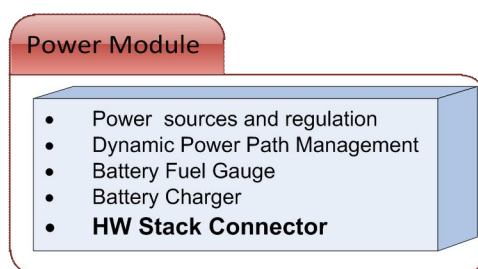 Power Module
• Power sources and regulation
• Dynamic Power Path Management
• Battery Fuel Gauge
• Battery Charger
• HW Stack Connector